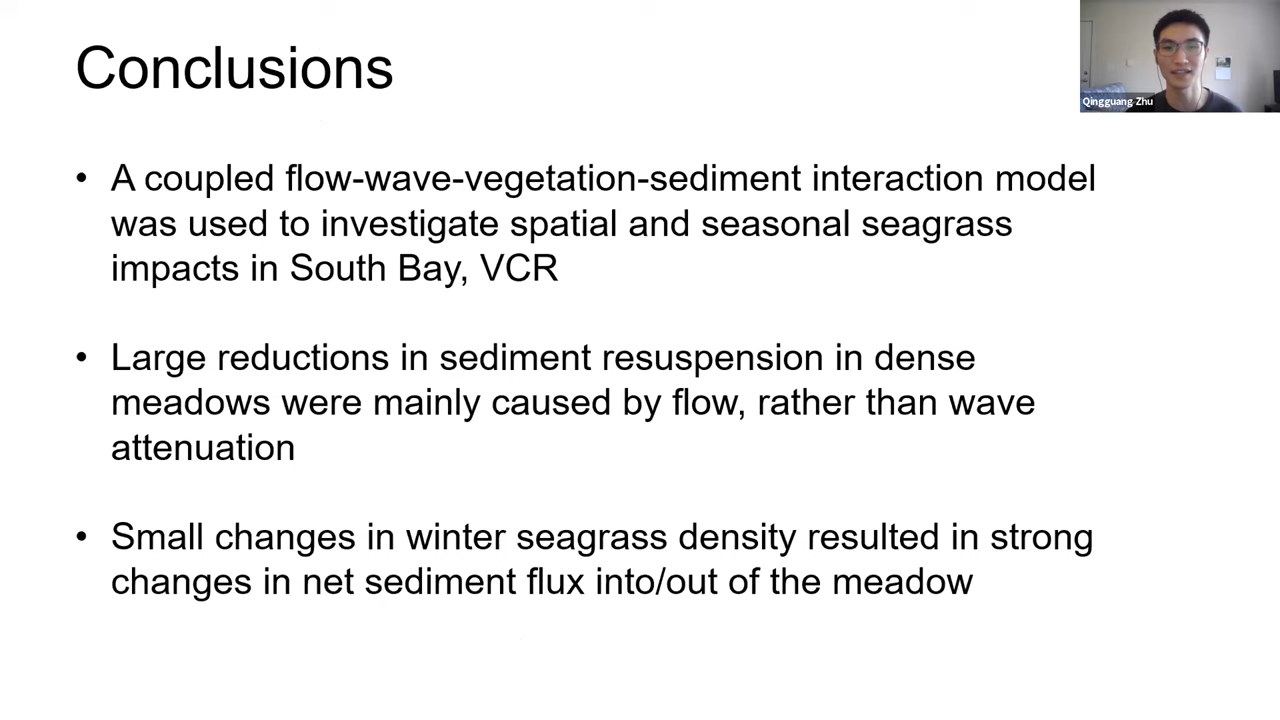 Conclusions
Qingguang Zhu
• A coupled flow-wave-vegetation-sediment interaction model
was used to investigate spatial and seasonal seagrass
impacts in South Bay, VCR
• Large reductions in sediment resuspension in dense
meadows were mainly caused by flow, rather than wave
attenuation
• Small changes in winter seagrass density resulted in strong
changes in net sediment flux into/out of the meadow